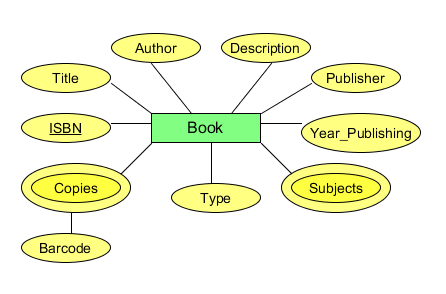 Author
Description
Title
Publisher
ISBN
Book
Year_Publishing
Copies
Type
Subjects
Barcode